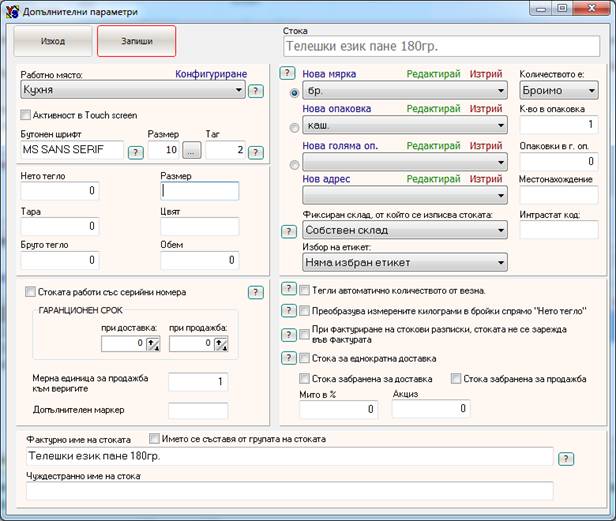 Допълнителни параметри
Изход
Запиши
Стока
Телешки език пане 180гр.
Работно място:
Конфигуриране
Кухня
?
Активност в Touch screen
Бутонен шрифт
Размер
Таг
MS SANS SERIF
?
10
...
2
?
?
Нова мярка
Редактирай
Изтрий
Количеството е:
бр.
Броимо
Нова опаковка
Редактирай
Изтрий
К-во в опаковка
каш.
1
Нова голяма оп.
Редактирай
Изтрий
Опаковки в г. оп.
0
Нов адрес
Редактирай
Изтрий
Местонахождение
Фиксиран склад, от който се изписва стоката:
Интрастат код:
?
Собствен склад
Избор на етикет:
Няма избран етикет
Нето тегло
Размер
0
Тара
Цвят
0
Бруто тегло
Обем
0
0
Стоката работи със серийни номера
?
ГАРАНЦИОНЕН СРОК
при доставка:
при продажба:
0
0
Мерна единица за продажба
към веригите
1
Допълнителен маркер
?
Тегли автоматично количеството от везна.
?
Преобразува измерените килограми в бройки спрямо "Нето тегло"
?
При фактуриране на стокови разписки, стоката не се зарежда
във фактурата
?
Стока за еднократна доставка
Стока забранена за доставка
Стока забранена за продажба
Мито в %
Акциз
0
0
Фактурно име на стоката
Името се съставя от групата на стоката
Телешки език пане 180гр.
?
Чуждестранно име на стока: